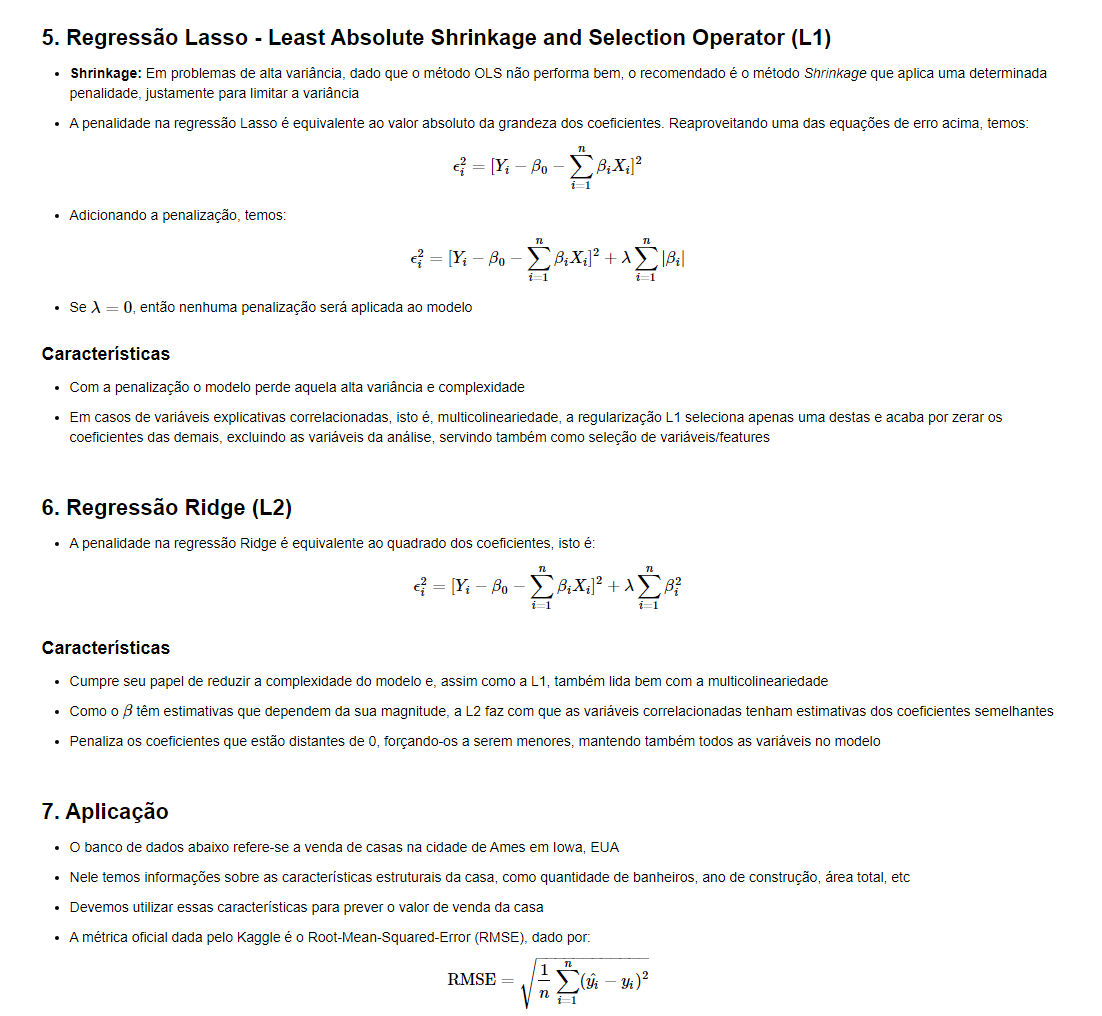 5. Regressão Lasso - Least Absolute Shrinkage and Selection Operator (L1)
• Shrinkage: Em problemas de alta variância, dado que o método OLS não performa bem, o recomendado é o método Shrinkage que aplica uma determinada
penalidade, justamente para limitar a variância
• A penalidade na regressão Lasso é equivalente ao valor absoluto da grandeza dos coeficientes. Reaproveitando uma das equações de erro acima, temos:
$\epsilon_i^2 = [Y_i - \beta_0 - \sum_{i=1}^{n} \beta_i X_i]^2$
• Adicionando a penalização, temos:
$\epsilon_i^2 = [Y_i - \beta_0 - \sum_{i=1}^{n} \beta_i X_i]^2 + \lambda \sum_{i=1}^{n} |\beta_i|$
• Se $\lambda = 0$, então nenhuma penalização será aplicada ao modelo
Características
• Com a penalização o modelo perde aquela alta variância e complexidade
• Em casos de variáveis explicativas correlacionadas, isto é, multicolineariedade, a regularização L1 seleciona apenas uma destas e acaba por zerar os
coeficientes das demais, excluindo as variáveis da análise, servindo também como seleção de variáveis/features
6. Regressão Ridge (L2)
• A penalidade na regressão Ridge é equivalente ao quadrado dos coeficientes, isto é:
$\epsilon_i^2 = [Y_i - \beta_0 - \sum_{i=1}^{n} \beta_i X_i]^2 + \lambda \sum_{i=1}^{n} \beta_i^2$
Características
• Cumpre seu papel de reduzir a complexidade do modelo e, assim como a L1, também lida bem com a multicolineariedade
• Como o $\beta$ têm estimativas que dependem da sua magnitude, a L2 faz com que as variáveis correlacionadas tenham estimativas dos coeficientes semelhantes
• Penaliza os coeficientes que estão distantes de 0, forçando-os a serem menores, mantendo também todos as variáveis no modelo
7. Aplicação
• O banco de dados abaixo refere-se a venda de casas na cidade de Ames em Iowa, EUA
• Nele temos informações sobre as características estruturais da casa, como quantidade de banheiros, ano de construção, área total, etc
• Devemos utilizar essas características para prever o valor de venda da casa
• A métrica oficial dada pelo Kaggle é o Root-Mean-Squared-Error (RMSE), dado por:
$\text{RMSE} = \sqrt{\frac{1}{n} \sum_{i=1}^{n} (\hat{y_i} - y_i)^2}$